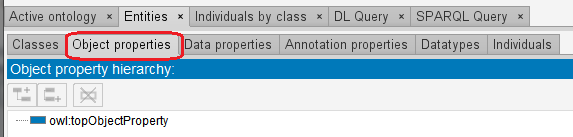 Active ontology × Entities × Individuals by class × DL Query × SPARQL Query ×
Classes Object properties Data properties Annotation properties Datatypes Individuals
Object property hierarchy:
owl:topObjectProperty